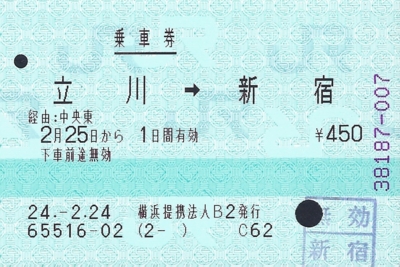 乗車券
立川 → 新宿
経由:中央東
2月25日から 1日間有効 ¥450
下車前途無効
24.-2.24 横浜提携法人B2発行
65516-02 (2- ) C62
38187-007
無効
新宿